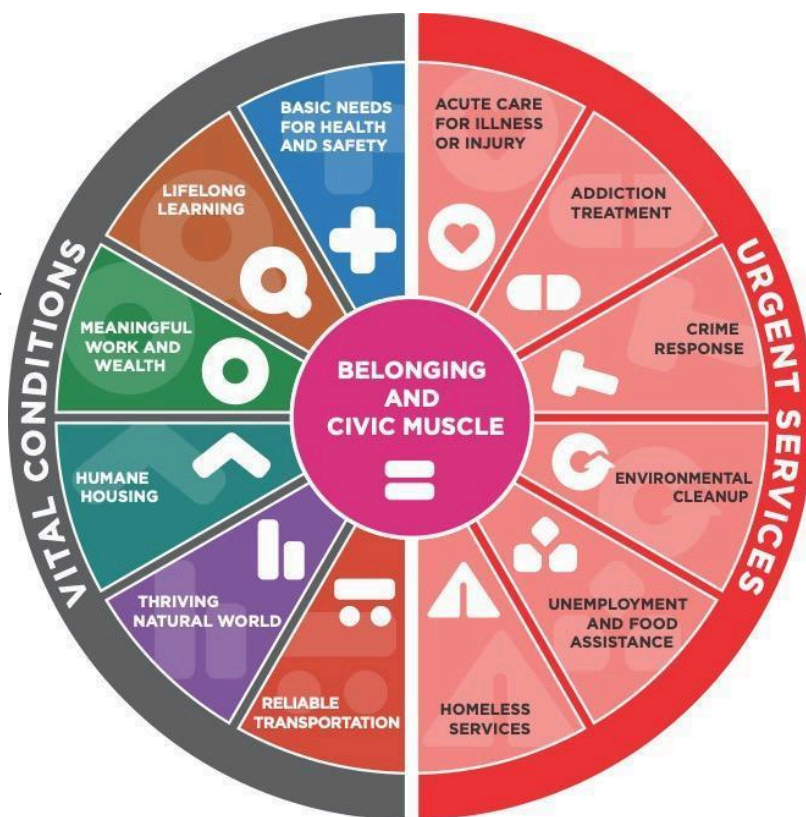 VITAL CONDITIONS
BASIC NEEDS
FOR HEALTH
AND SAFETY
LIFELONG
LEARNING
MEANINGFUL
WORK AND
WEALTH
HUMANE
HOUSING
THRIVING
NATURAL WORLD
RELIABLE
TRANSPORTATION
BELONGING
AND
CIVIC MUSCLE
URGENT SERVICES
ACUTE CARE
FOR ILLNESS
OR INJURY
ADDICTION
TREATMENT
CRIME
RESPONSE
ENVIRONMENTAL
CLEANUP
UNEMPLOYMENT
AND FOOD
ASSISTANCE
HOMELESS
SERVICES